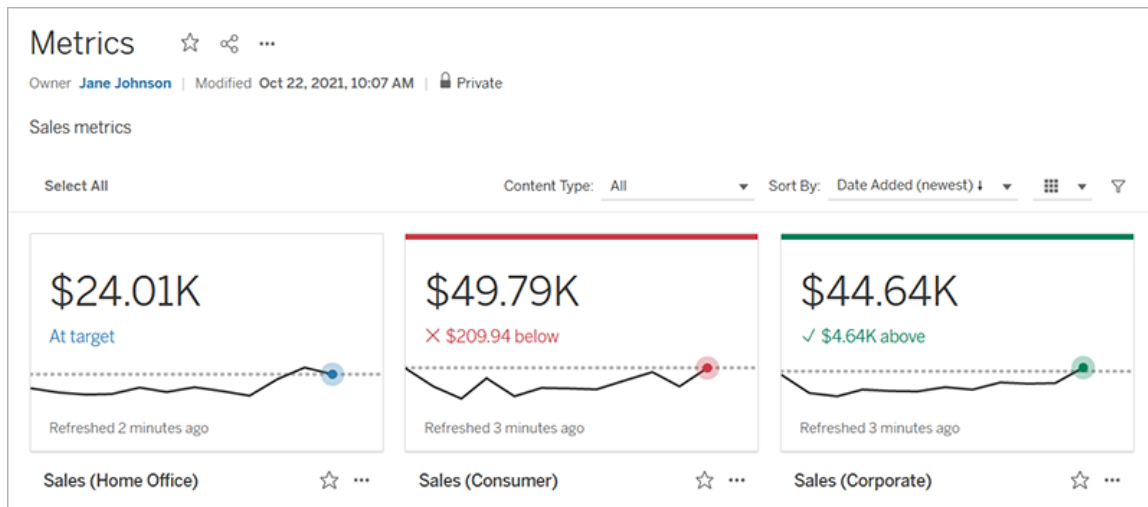 Metrics
Owner Jane Johnson | Modified Oct 22, 2021, 10:07 AM | Private
Sales metrics
Select All
Content Type: All
Sort By: Date Added (newest) ↓
$24.01K
At target
Refreshed 2 minutes ago
Sales (Home Office)
$49.79K
× $209.94 below
Refreshed 3 minutes ago
Sales (Consumer)
$44.64K
✓ $4.64K above
Refreshed 3 minutes ago
Sales (Corporate)